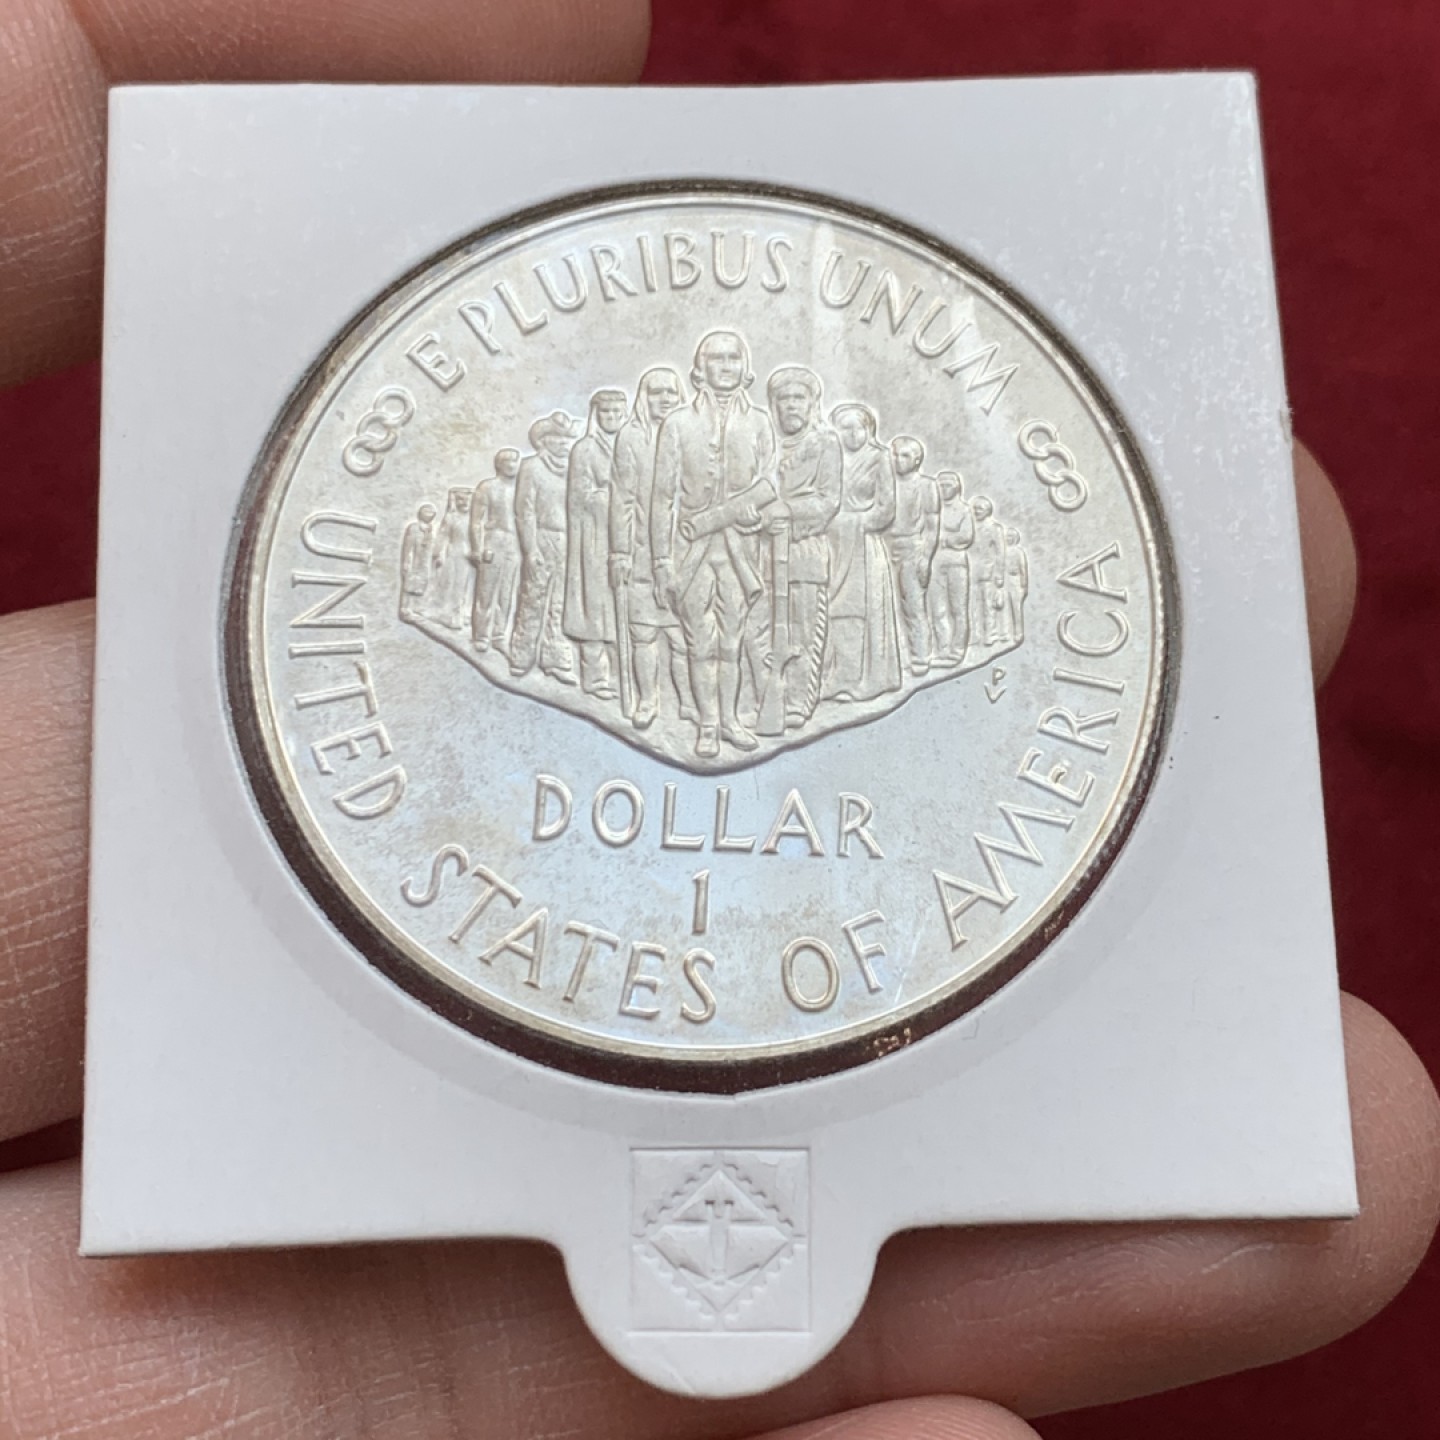 E PLURIBUS UNUM
DOLLAR
1
UNITED STATES OF AMERICA